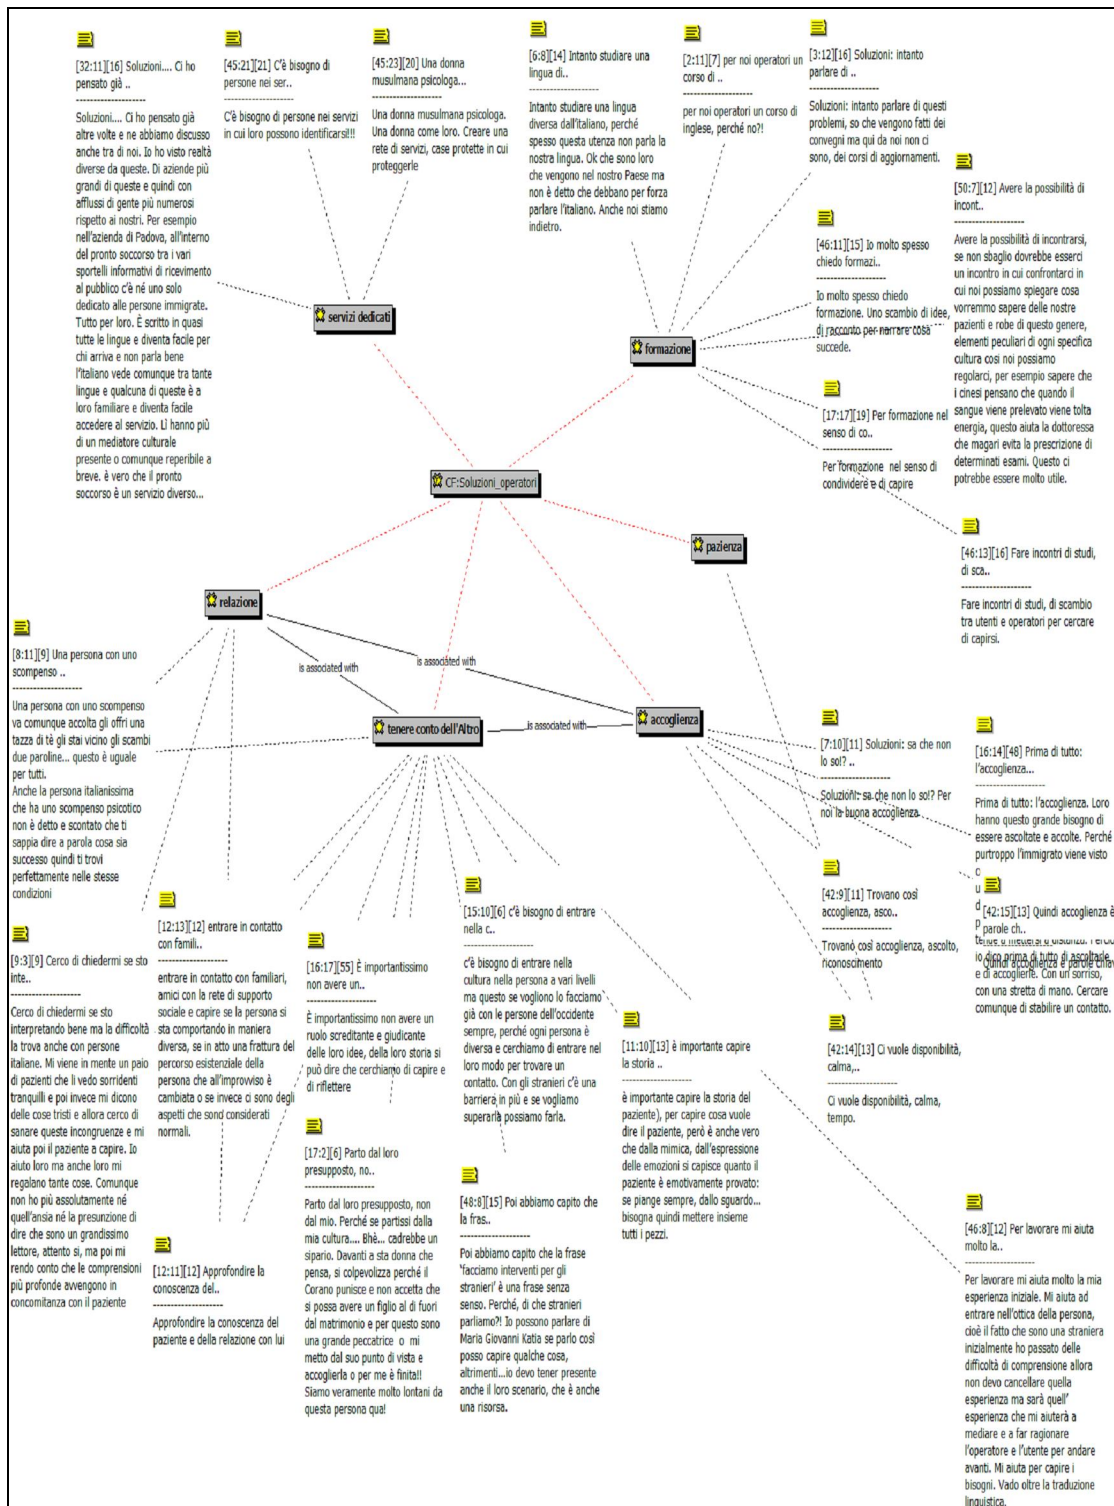 [32:11][16] Soluzioni.... Ci ho
pensato già ..
--------------------
Soluzioni.... Ci ho pensato già
altre volte e ne abbiamo discusso
anche tra di noi. Io ho visto realtà
diverse da queste. Di aziende più
grandi di queste e quindi con
afflussi di gente più numerosi
rispetto ai nostri. Per esempio
nell'azienda di Padova, all'interno
del pronto soccorso tra i vari
sportelli informativi di ricevimento
al pubblico c'è né uno solo
dedicato alle persone immigrate.
Tutto per loro. È scritto in quasi
tutte le lingue e diventa facile per
chi arriva e non parla bene
l'italiano vede comunque tra tante
lingue e qualcuna di queste è a
loro familiare e diventa facile
accedere al servizio. Lì hanno più
di un mediatore culturale
presente o comunque reperibile a
breve. è vero che il pronto
soccorso è un servizio diverso...
[45:21][21] C'è bisogno di
persone nei ser..
--------------------
C'è bisogno di persone nei servizi
in cui loro possono identificarsi!!!
[45:23][20] Una donna
musulmana psicologa...
--------------------
Una donna musulmana psicologa.
Una donna come loro. Creare una
rete di servizi, case protette in cui
proteggerle
[6:8][14] Intanto studiare una
lingua di..
--------------------
Intanto studiare una lingua
diversa dall'italiano, perché
spesso questa utenza non parla la
nostra lingua. Ok che sono loro
che vengono nel nostro Paese ma
non è detto che debbano per forza
parlare l'italiano. Anche noi stiamo
indietro.
[2:11][7] per noi operatori un
corso di ..
--------------------
per noi operatori un corso di
inglese, perché no?!
[3:12][16] Soluzioni: intanto
parlare di ..
--------------------
Soluzioni: intanto parlare di questi
problemi, so che vengono fatti dei
convegni ma qui da noi non ci
sono, dei corsi di aggiornamenti.
[50:7][12] Avere la possibilità di
incont..
--------------------
Avere la possibilità di incontrarsi,
se non sbaglio dovrebbe esserci
un incontro in cui confrontarci in
cui noi possiamo spiegare cosa
vorremmo sapere delle nostre
pazienti e robe di questo genere,
elementi peculiari di ogni specifica
cultura così noi possiamo
regolarci, per esempio sapere che
i cinesi pensano che quando il
sangue viene prelevato viene tolta
energia, questo aiuta la dottoressa
che magari evita la prescrizione di
determinati esami. Questo ci
potrebbe essere molto utile.
[46:11][15] Io molto spesso
chiedo formazi..
--------------------
Io molto spesso chiedo
formazione. Uno scambio di idee,
di racconto per narrare cosa
succede.
[17:17][19] Per formazione nel
senso di co..
--------------------
Per formazione nel senso di
condividere e di capire
[46:13][16] Fare incontri di studi,
di sca..
--------------------
Fare incontri di studi, di scambio
tra utenti e operatori per cercare
di capirsi.
servizi dedicati
formazione
CF:Soluzioni_operatori
pazienza
relazione
is associated with
is associated with
tenere conto dell'Altro
is associated with
accoglienza
[8:11][9] Una persona con uno
scompenso ..
--------------------
Una persona con uno scompenso
va comunque accolta gli offri una
tazza di tè gli stai vicino gli scambi
due paroline... questo è uguale
per tutti.
Anche la persona italianissima
che ha uno scompenso psicotico
non è detto e scontato che ti
sappia dire a parola cosa sia
successo quindi ti trovi
perfettamente nelle stesse
condizioni
[9:3][9] Cerco di chiedermi se sto
inte..
--------------------
Cerco di chiedermi se sto
interpretando bene ma la difficoltà
la trova anche con persone
italiane. Mi viene in mente un paio
di pazienti che li vedo sorridenti
tranquilli e poi invece mi dicono
delle cose tristi e allora cerco di
sanare queste incongruenze e mi
aiuta poi il paziente a capire. Io
aiuto loro ma anche loro mi
regalano tante cose. Comunque
non ho più assolutamente né
quell'ansia né la presunzione di
dire che sono un grandissimo
lettore, attento si, ma poi mi
rendo conto che le comprensioni
più profonde avvengono in
concomitanza con il paziente
[12:13][12] entrare in contatto
con famili..
--------------------
entrare in contatto con familiari,
amici con la rete di supporto
sociale e capire se la persona si
sta comportando in maniera
diversa, se in atto una frattura del
percorso esistenziale della
persona che all'improvviso è
cambiata o se invece ci sono degli
aspetti che sono considerati
normali.
[12:11][12] Approfondire la
conoscenza del..
--------------------
Approfondire la conoscenza del
paziente e della relazione con lui
[16:17][55] È importantissimo
non avere un..
--------------------
È importantissimo non avere un
ruolo screditante e giudicante
delle loro idee, della loro storia si
può dire che cerchiamo di capire e
di riflettere
[17:2][6] Parto dal loro
presupposto, no..
--------------------
Parto dal loro presupposto, non
dal mio. Perché se partissi dalla
mia cultura.... Bhè... cadrebbe un
sipario. Davanti a sta donna che
pensa, si colpevolizza perché il
Corano punisce e non accetta che
si possa avere un figlio al di fuori
dal matrimonio e per questo sono
una grande peccatrice o mi
metto dal suo punto di vista e
accoglierla o per me è finita!!
Siamo veramente molto lontani da
questa persona qua!
[15:10][6] c'è bisogno di entrare
nella c..
--------------------
c'è bisogno di entrare nella
cultura nella persona a vari livelli
ma questo se vogliono lo facciamo
già con le persone dell'occidente
sempre, perché ogni persona è
diversa e cerchiamo di entrare nel
loro modo per trovare un
contatto. Con gli stranieri c'è una
barriera in più e se vogliamo
superarla possiamo farla.
[48:8][15] Poi abbiamo capito che
la fras..
--------------------
Poi abbiamo capito che la frase
'facciamo interventi per gli
stranieri' è una frase senza
senso. Perché, di che stranieri
parliamo?! Io possono parlare di
Maria Giovanni Katia se parlo così
posso capire qualche cosa,
altrimenti...io devo tener presente
anche il loro scenario, che è anche
una risorsa.
[11:10][13] è importante capire
la storia ..
--------------------
è importante capire la storia del
paziente), per capire cosa vuole
dire il paziente, però è anche vero
che dalla mimica, dall'espressione
delle emozioni si capisce quanto il
paziente è emotivamente provato:
se piange sempre, dallo sguardo...
bisogna quindi mettere insieme
tutti i pezzi.
[7:10][11] Soluzioni: sa che non
lo so!? ..
--------------------
Soluzioni: sa che non lo so!? Per
noi la buona accoglienza
[42:9][11] Trovano così
accoglienza, asco..
--------------------
Trovano così accoglienza, ascolto,
riconoscimento
[42:14][13] Ci vuole disponibilità,
calma,..
--------------------
Ci vuole disponibilità, calma,
tempo.
[16:14][48] Prima di tutto:
l'accoglienza...
--------------------
Prima di tutto: l'accoglienza. Loro
hanno questo grande bisogno di
essere ascoltate e accolte. Perché
purtroppo l'immigrato viene visto
[42:15][13] Quindi accoglienza è
parole ch..
io dico prima di tutto di ascoltarle
Quindi accoglienza è parole chiav
e di accoglierle. Con un sorriso,
con una stretta di mano. Cercare
comunque di stabilire un contatto.
[46:8][12] Per lavorare mi aiuta
molto la..
--------------------
Per lavorare mi aiuta molto la mia
esperienza iniziale. Mi aiuta ad
entrare nell'ottica della persona,
cioè il fatto che sono una straniera
inizialmente ho passato delle
difficoltà di comprensione allora
non devo cancellare quella
esperienza ma sarà quell'
esperienza che mi aiuterà a
mediare e a far ragionare
l'operatore e l'utente per andare
avanti. Mi aiuta per capire i
bisogni. Vado oltre la traduzione
linguistica.